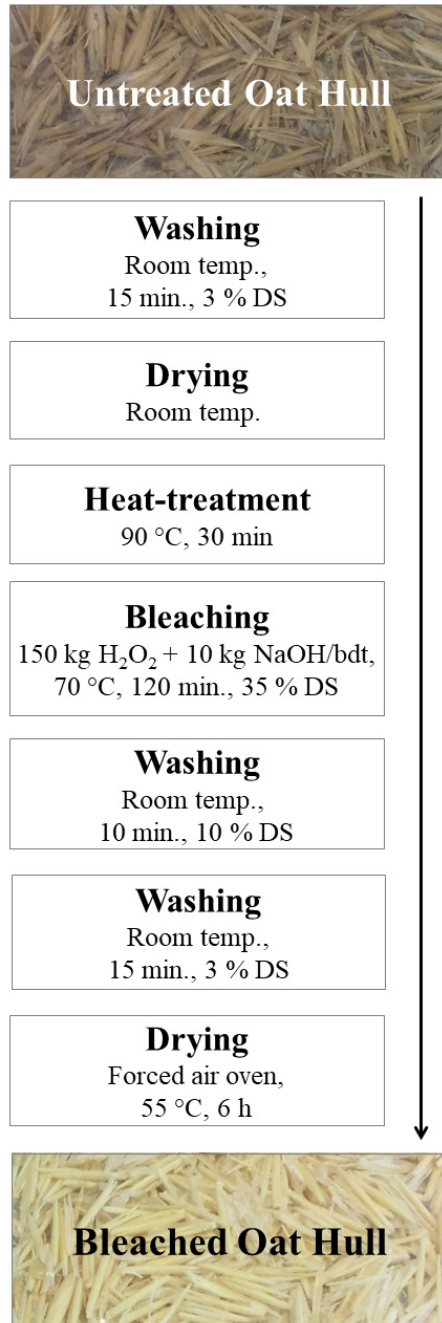 Untreated Oat Hull
Washing
Room temp.,
15 min., 3 % DS
Drying
Room temp.
Heat-treatment
90 °C, 30 min
Bleaching
150 kg H₂O₂ + 10 kg NaOH/bdt,
70 °C, 120 min., 35 % DS
Washing
Room temp.,
10 min., 10 % DS
Washing
Room temp.,
15 min., 3 % DS
Drying
Forced air oven,
55 °C, 6 h
Bleached Oat Hull